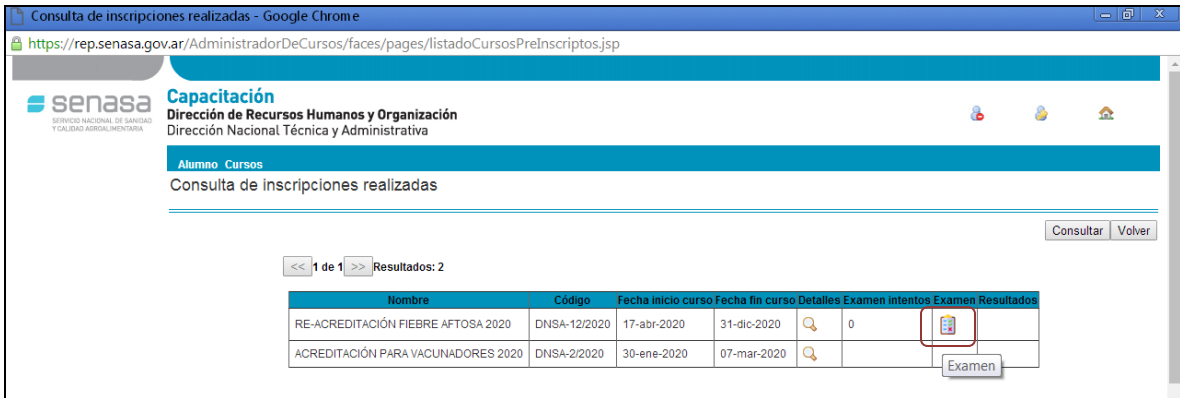 Consulta de inscripciones realizadas - Google Chrome
https://rep.senasa.gov.ar/AdministradorDeCursos/faces/pages/listadoCursosPreInscriptos.jsp
senasa
SERVICIO NACIONAL DE SANIDAD
Y CALIDAD AGROALIMENTARIA
Capacitación
Dirección de Recursos Humanos y Organización
Dirección Nacional Técnica y Administrativa
Alumno Cursos
Consulta de inscripciones realizadas
Consultar Volver
<< 1 de 1 >> Resultados: 2
Nombre Código Fecha inicio curso Fecha fin curso Detalles Examen intentos Examen Resultados
RE-ACREDITACIÓN FIEBRE AFTOSA 2020 DNSA-12/2020 17-abr-2020 31-dic-2020 0
ACREDITACIÓN PARA VACUNADORES 2020 DNSA-2/2020 30-ene-2020 07-mar-2020
Examen